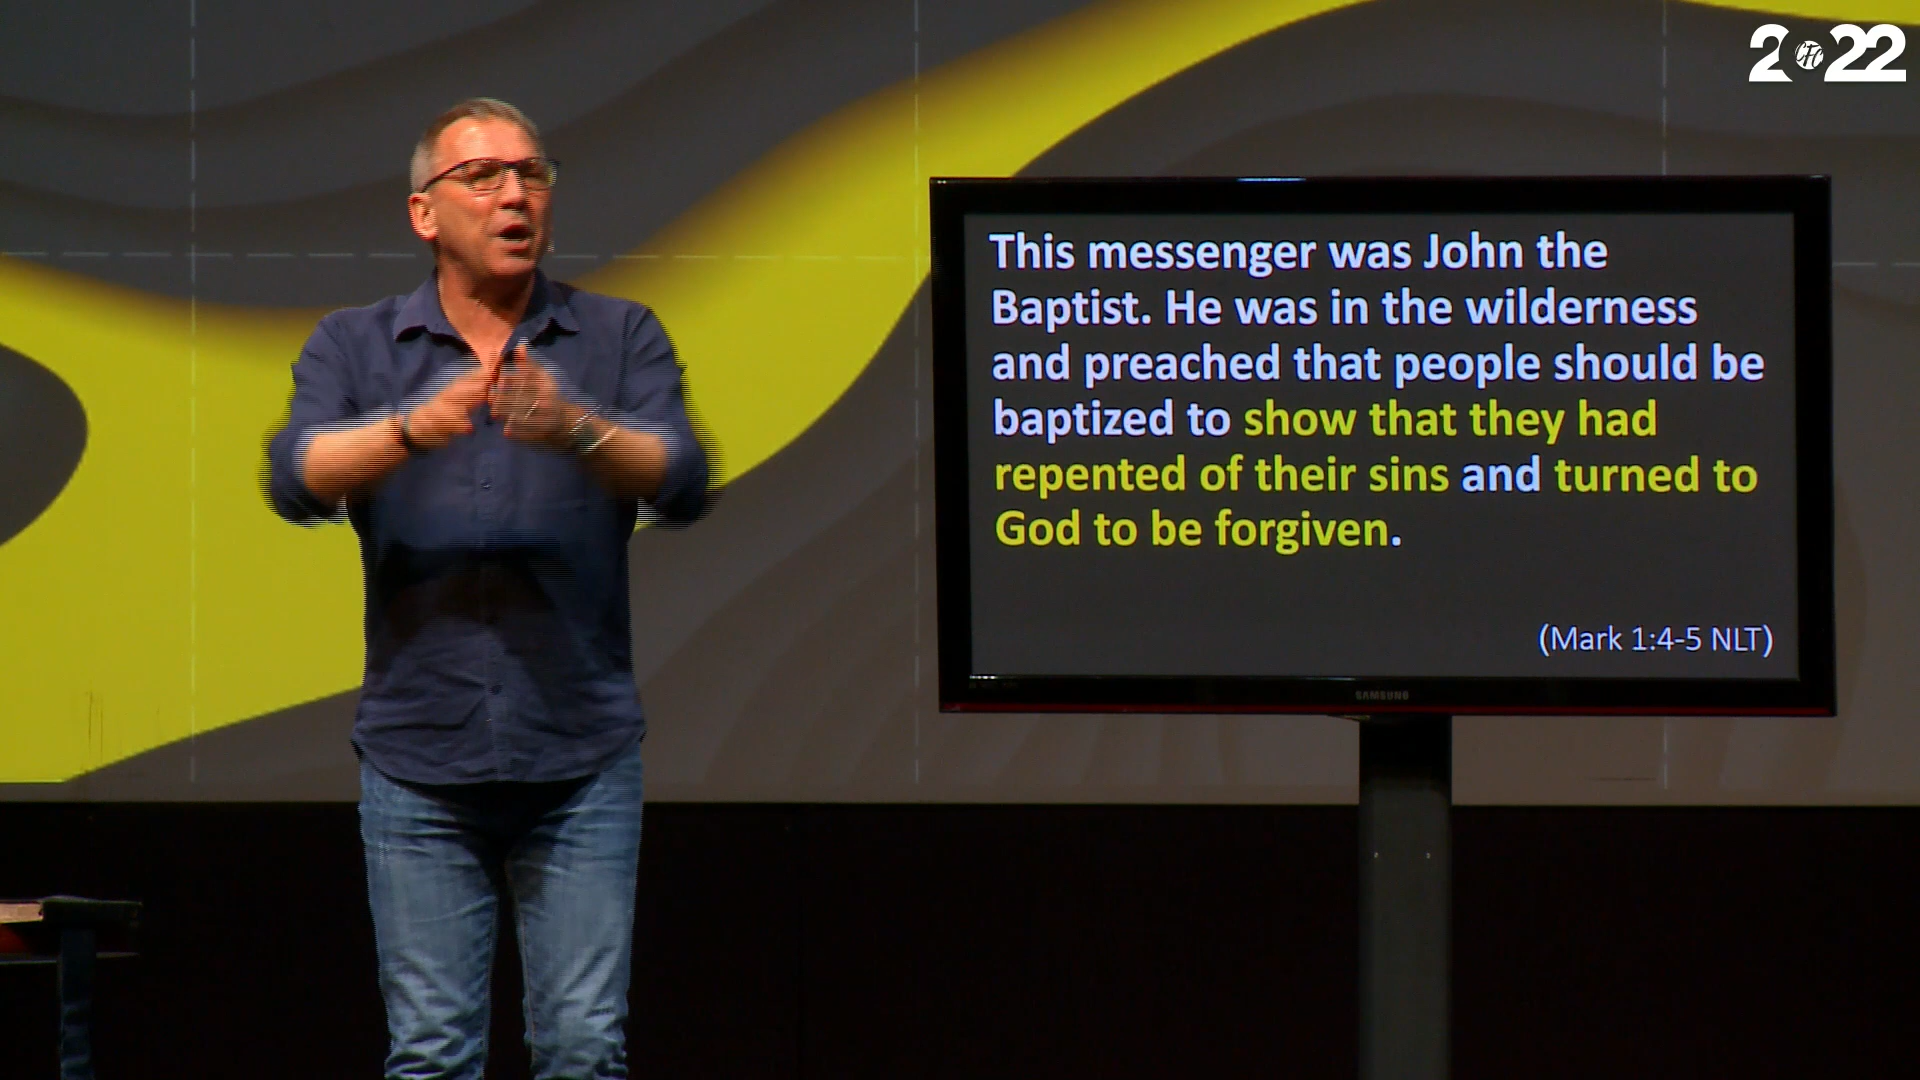 2022
This messenger was John the
Baptist. He was in the wilderness
and preached that people should be
baptized to show that they had
repented of their sins and turned to
God to be forgiven.
(Mark 1:4-5 NLT)
SAMSUNG